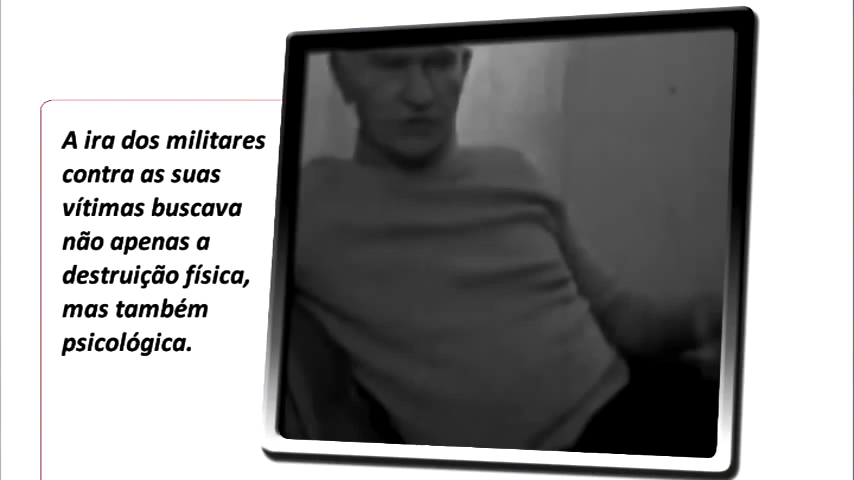 A ira dos militares
contra as suas
vítimas buscava
não apenas a
destruição física,
mas também
psicológica.